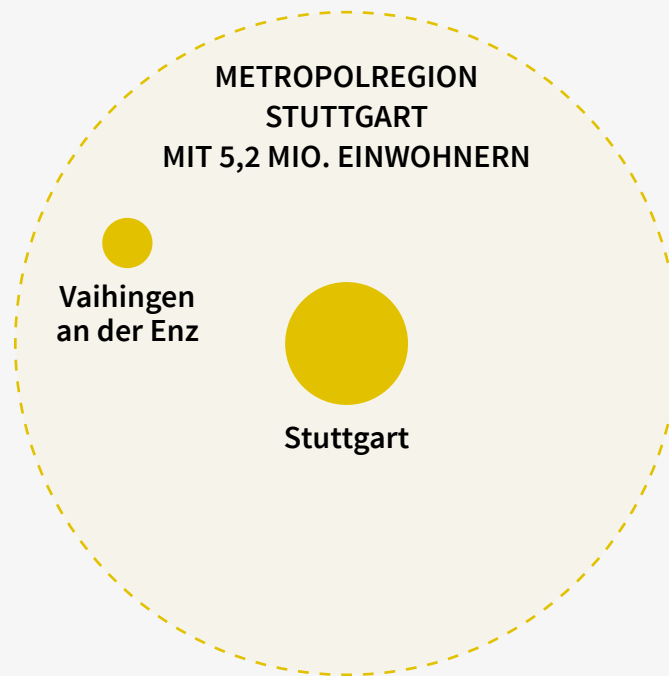 METROPOLREGION
STUTTGART
MIT 5,2 MIO. EINWOHNERN
Vaihingen
an der Enz
Stuttgart